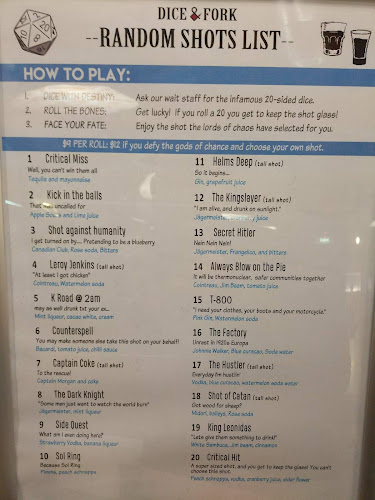 DICE & FORK
--RANDOM SHOTS LIST--
HOW TO PLAY:
1. DICE WITH DESTINY: Ask our wait staff for the infamous 20-sided dice.
2. ROLL THE BONES: Get lucky! If you roll a 20 you get to keep the shot glass!
3. FACE YOUR FATE: Enjoy the shot the lords of chaos have selected for you.
$9 PER ROLL: $12 if you defy the gods of chance and choose your own shot.
1 Critical Miss
Well, you can't win them all
Tequila and mayonnaise
2 Kick in the balls
That was uncalled for
Apple Sours and Lime juice
3 Shot against humanity
I get turned on by.... Pretending to be a blueberry
Canadian Club, Rose soda, Bitters
4 Leroy Jenkins (tall shot)
"At least I got chicken"
Cointreau, Watermelon soda
5 K Road @ 2am
may as well drunk txt your ex...
Mint liqueur, cacao white, cream
6 Counterspell
You may make someone else take this shot on your behalf!
Bacardi, tomato juice, chilli sauce
7 Captain Coke (tall shot)
To the rescue!
Captain Morgan and coke
8 The Dark Knight
"Some men just want to watch the world burn"
Jägermeister, mint liqueur
9 Side Quest
What am I even doing here?
Strawberry Vodka, banana liqueur
10 Sol Ring
Because Sol Ring
peach schnapps
11 Helms Deep (tall shot)
So it begins...
Gin, grapefruit juice
12 The Kingslayer (tall shot)
"I am alive, and drunk on sunlight."
Jägermeister, juice
13 Secret Hitler
Nein Nein Nein!
Jägermeister, Frangelico, and bitters
14 Always Blow on the Pie
It will be thermonuclear, safer communities together
Cointreau, Jim Beam, tomato juice
15 T-800
"I need your clothes, your boots and your motorcycle."
Pink Gin, Watermelon soda
16 The Factory
Unrest in 1920s Europa
Johnnie Walker, Blue curacao, Soda water
17 The Hustler (tall shot)
Everyday I'm hustlin'
Vodka, blue curacao, watermelon soda water
18 Shot of Catan (tall shot)
Got wood for sheep?
Midori, baileys, Rose soda
19 King Leonidas
"Late give them something to drink!"
White Sambuca, Jim beam, cinnamon
20 Critical Hit
A super sized shot, and you get to keep the glass! You can't
choose this shot.
Peach schnapps, vodka, cranberry juice, elder flower